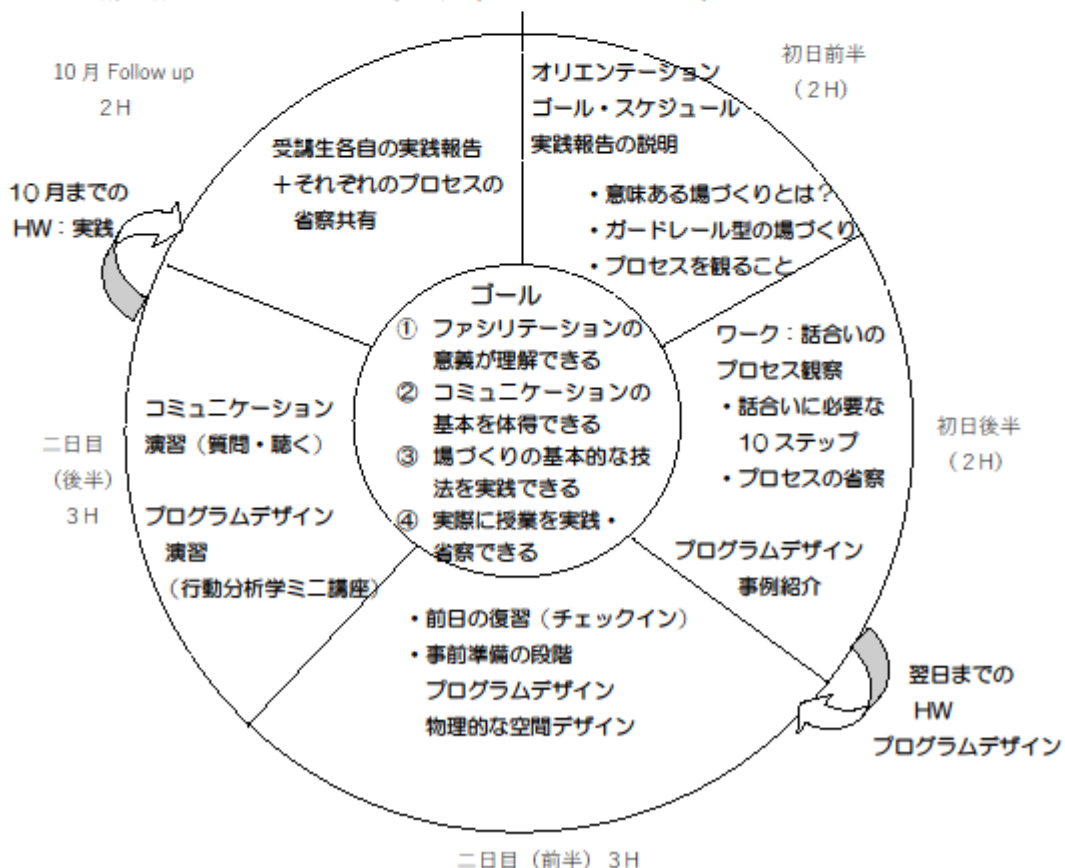 初日前半
(2H)
オリエンテーション
ゴール・スケジュール
実践報告の説明
・意味ある場づくりとは?
・ガードレール型の場づくり
・プロセスを観ること
初日後半
(2H)
ワーク:話合いの
プロセス観察
・話合いに必要な
10ステップ
・プロセスの省察
プログラムデザイン
事例紹介
翌日までの
HW
プログラムデザイン
・前日の復習(チェックイン)
・事前準備の段階
プログラムデザイン
物理的な空間デザイン
二日目(前半)3H
二日目
(後半)
3H
コミュニケーション
演習(質問・聴く)
プログラムデザイン
演習
(行動分析学ミニ講座)
10月までの
HW:実践
10月 Follow up
2H
受講生各自の実践報告
+それぞれのプロセスの
省察共有
ゴール
① ファシリテーションの
意義が理解できる
② コミュニケーションの
基本を体得できる
③ 場づくりの基本的な技
法を実践できる
④ 実際に授業を実践・
省察できる